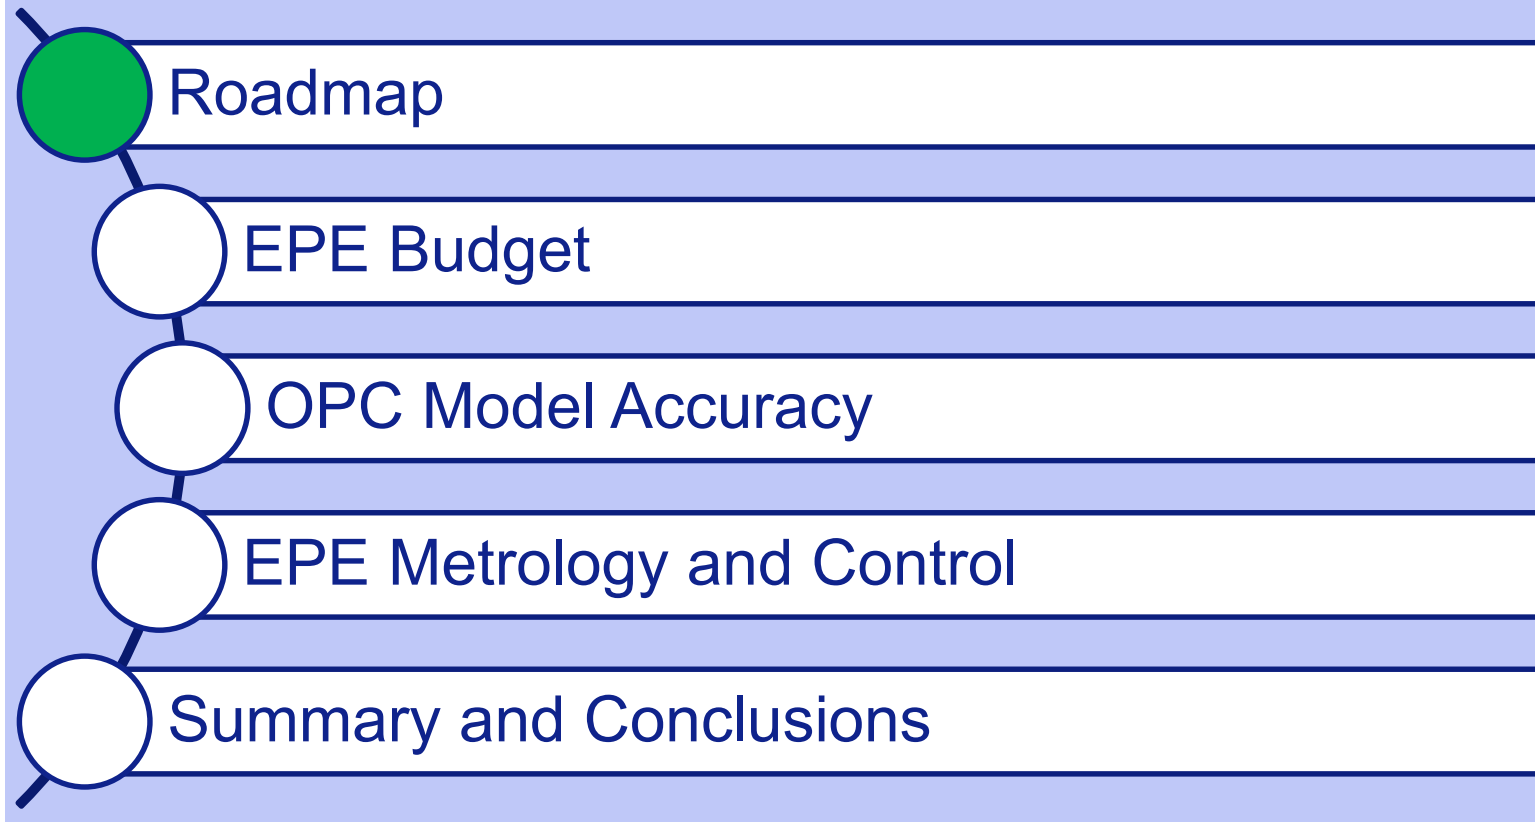 Roadmap
EPE Budget
OPC Model Accuracy
EPE Metrology and Control
Summary and Conclusions